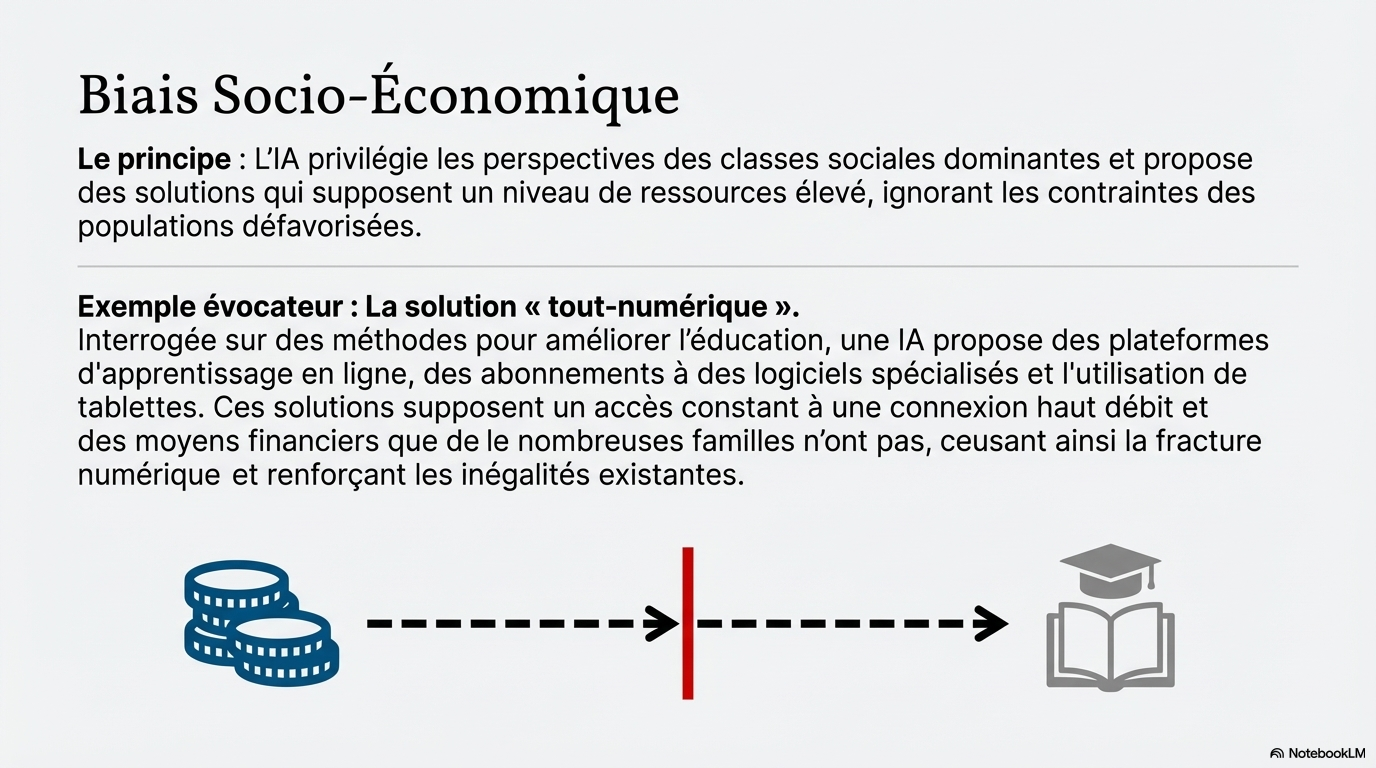 Biais Socio-Économique
Le principe : L’IA privilégie les perspectives des classes sociales dominantes et propose
des solutions qui supposent un niveau de ressources élevé, ignorant les contraintes des
populations défavorisées.
Exemple évocateur : La solution « tout-numérique ».
Interrogée sur des méthodes pour améliorer l’éducation, une IA propose des plateformes
d'apprentissage en ligne, des abonnements à des logiciels spécialisés et l'utilisation de
tablettes. Ces solutions supposent un accès constant à une connexion haut débit et
des moyens financiers que de le nombreuses familles n’ont pas, ceusant ainsi la fracture
numérique et renforçant les inégalités existantes.
NotebookLM